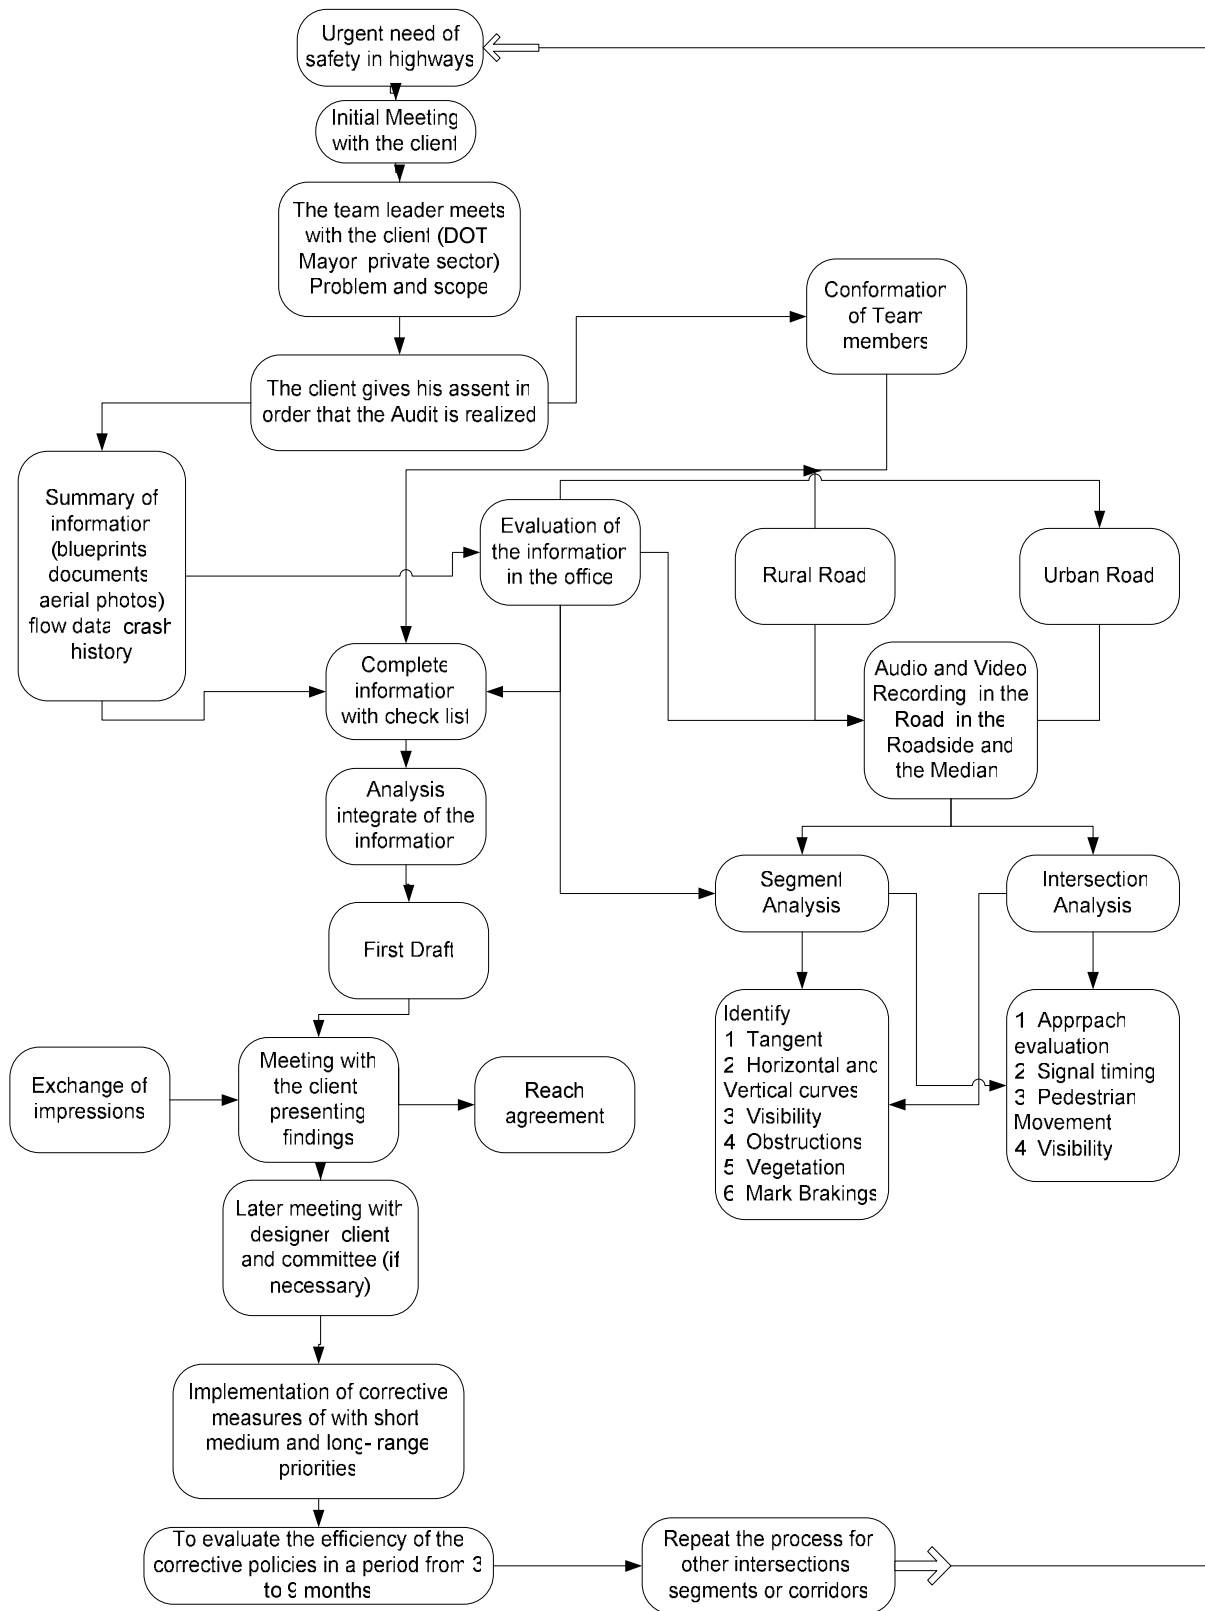 Urgent need of
safety in highways
Initial Meeting
with the client
The team leader meets
with the client (DOT
Mayor private sector)
Problem and scope
Conformation
of Team
members
The client gives his assent in
order that the Audit is realized
Summary of
information
(blueprints
documents
aerial photos)
flow data crash
history
Evaluation of
the information
in the office
Rural Road
Urban Road
Complete
information
with check list
Audio and Video
Recording in the
Road in the
Roadside and
the Median
Analysis
integrate of the
information
Segment
Analysis
Intersection
Analysis
First Draft
Identify
1 Tangent
2 Horizontal and
Vertical curves
3 Visibility
4 Obstructions
5 Vegetation
6 Mark Brakings
1 Apprpach
evaluation
2 Signal timing
3 Pedestrian
Movement
4 Visibility
Exchange of
impressions
Meeting with
the client
presenting
findings
Reach
agreement
Later meeting with
designer client
and committee (if
necessary)
Implementation of corrective
measures of with short
medium and long- range
priorities
To evaluate the efficiency of the
corrective policies in a period from 3
to 9 months
Repeat the process for
other intersections
segments or corridors